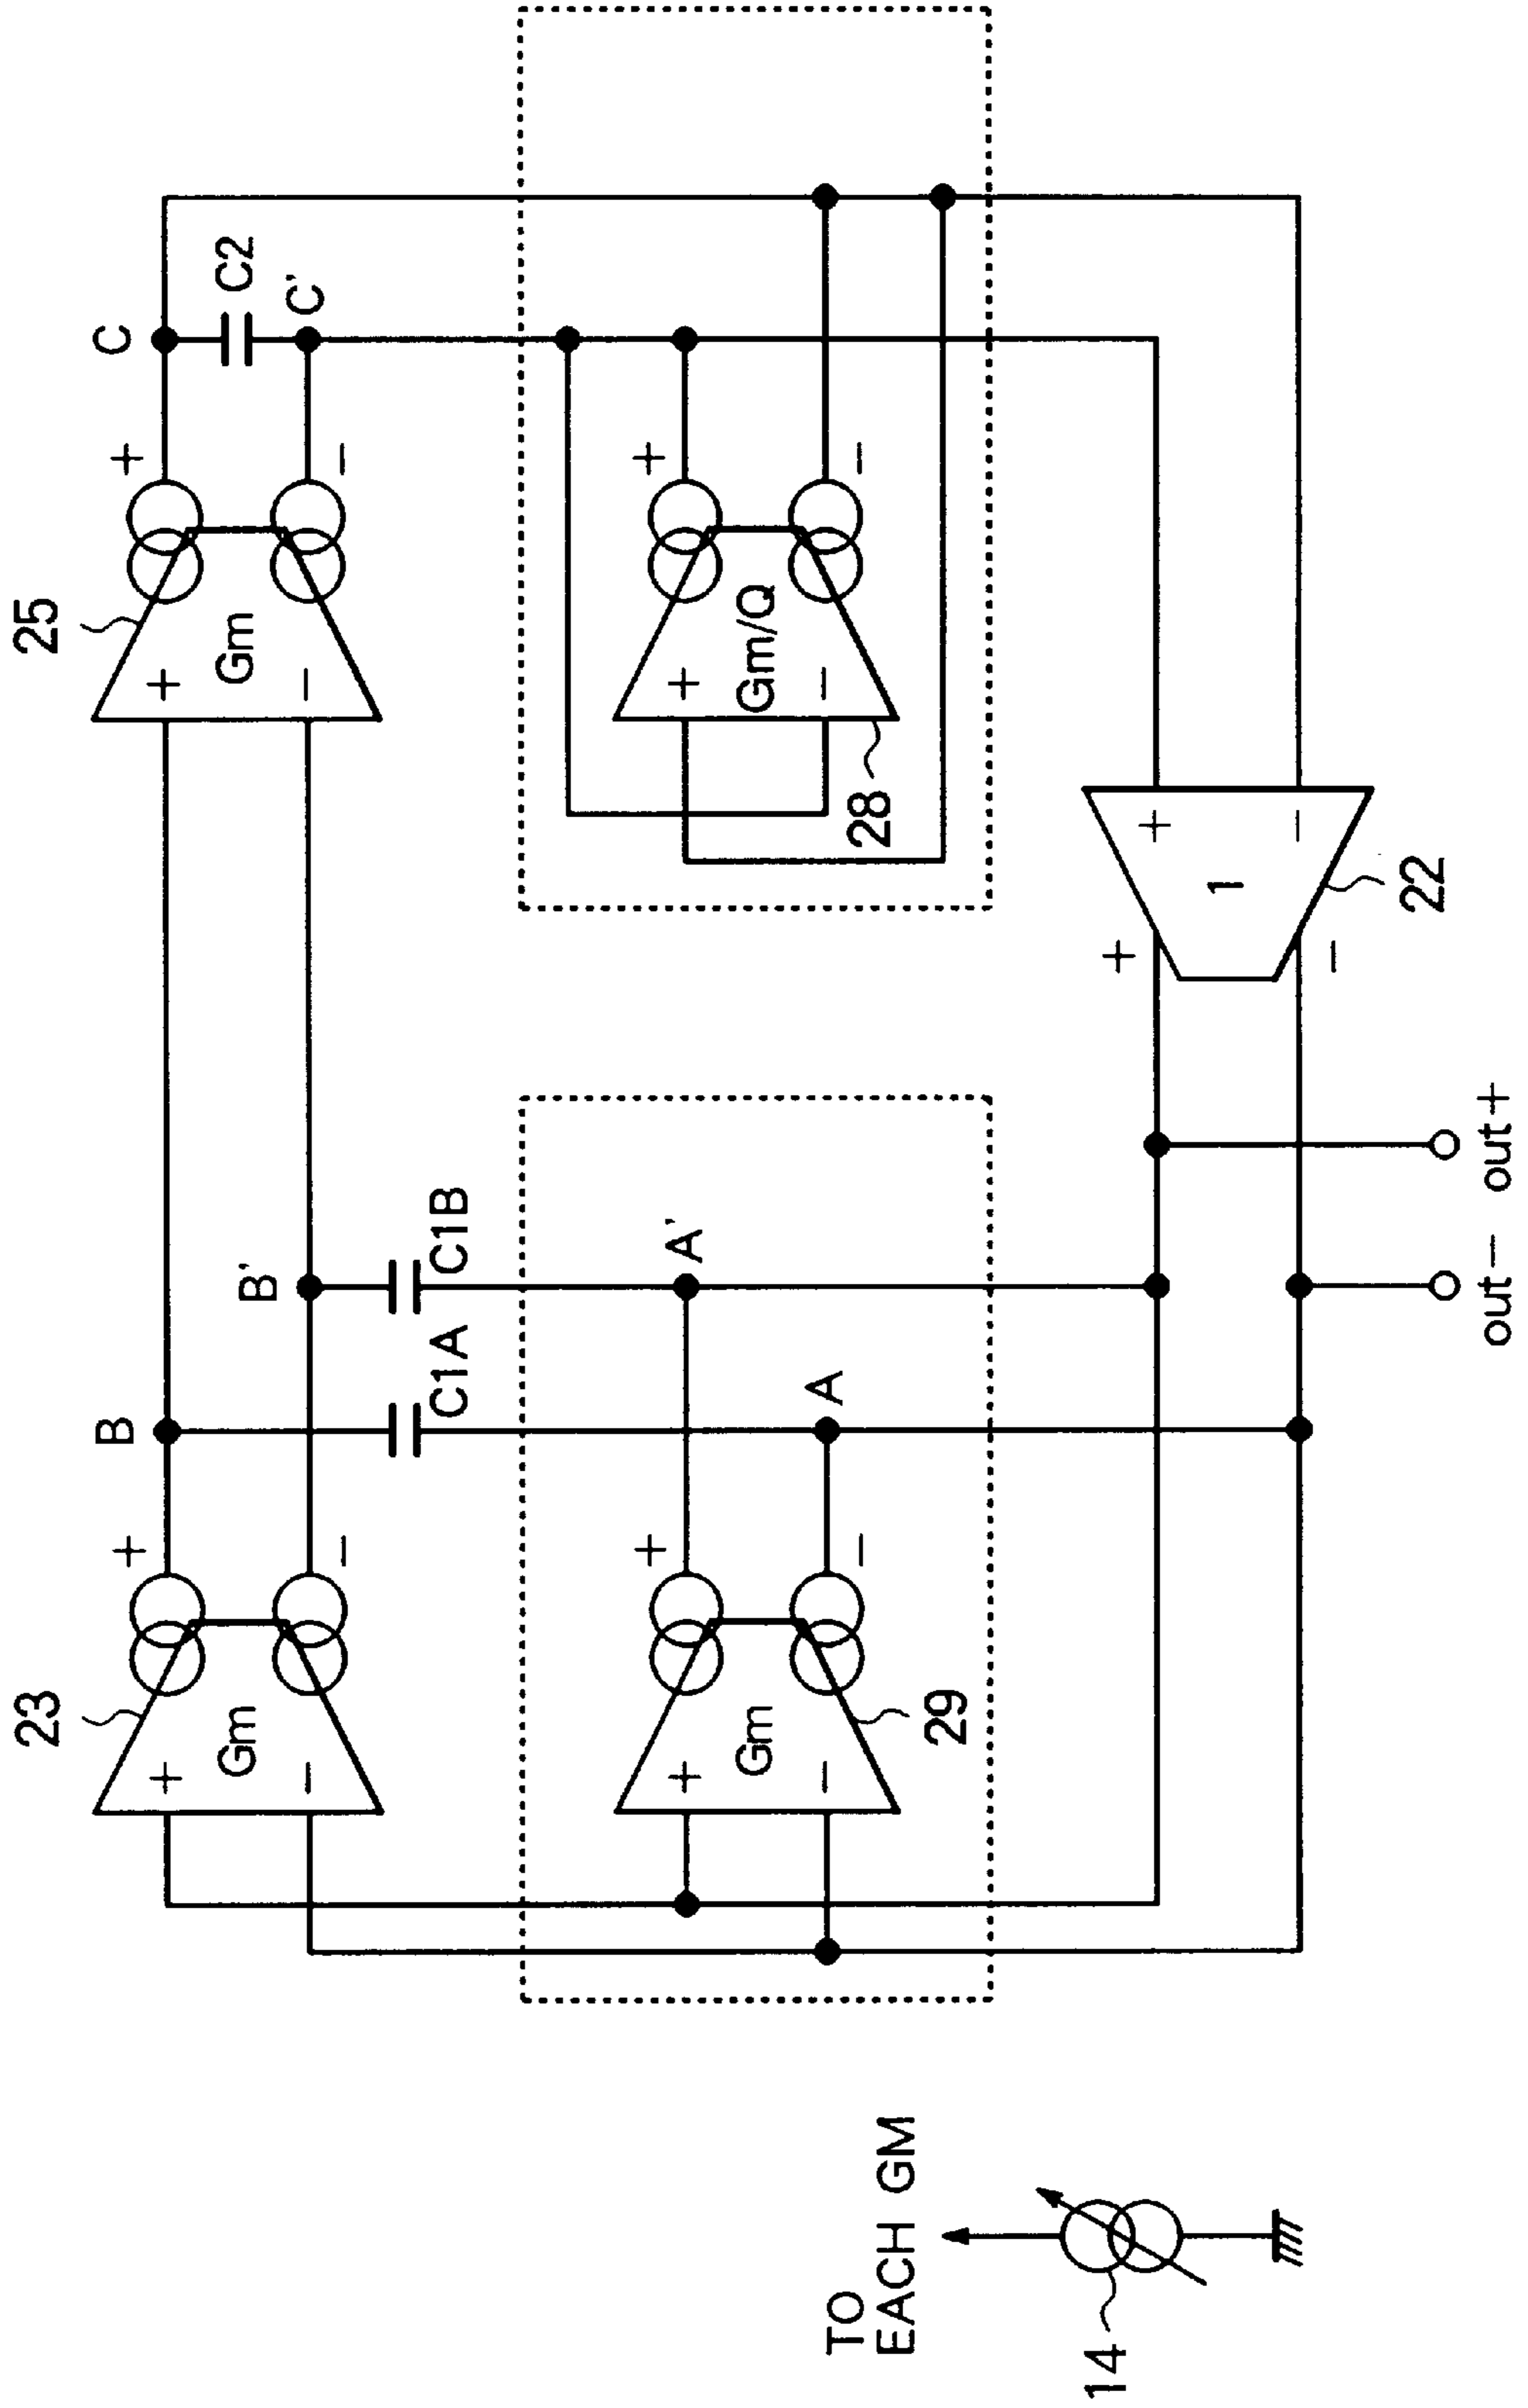 23
25
+
B
+
C
+
+
Gm
Gm
C2
B'
C'
−
−
−
−
C1A
C1B
+
+
+
A'
+
Gm
Gm/Q
−
A
−
−
−
28
TO
EACH GM
29
14
+
+
1
−
−
22
out−
out+